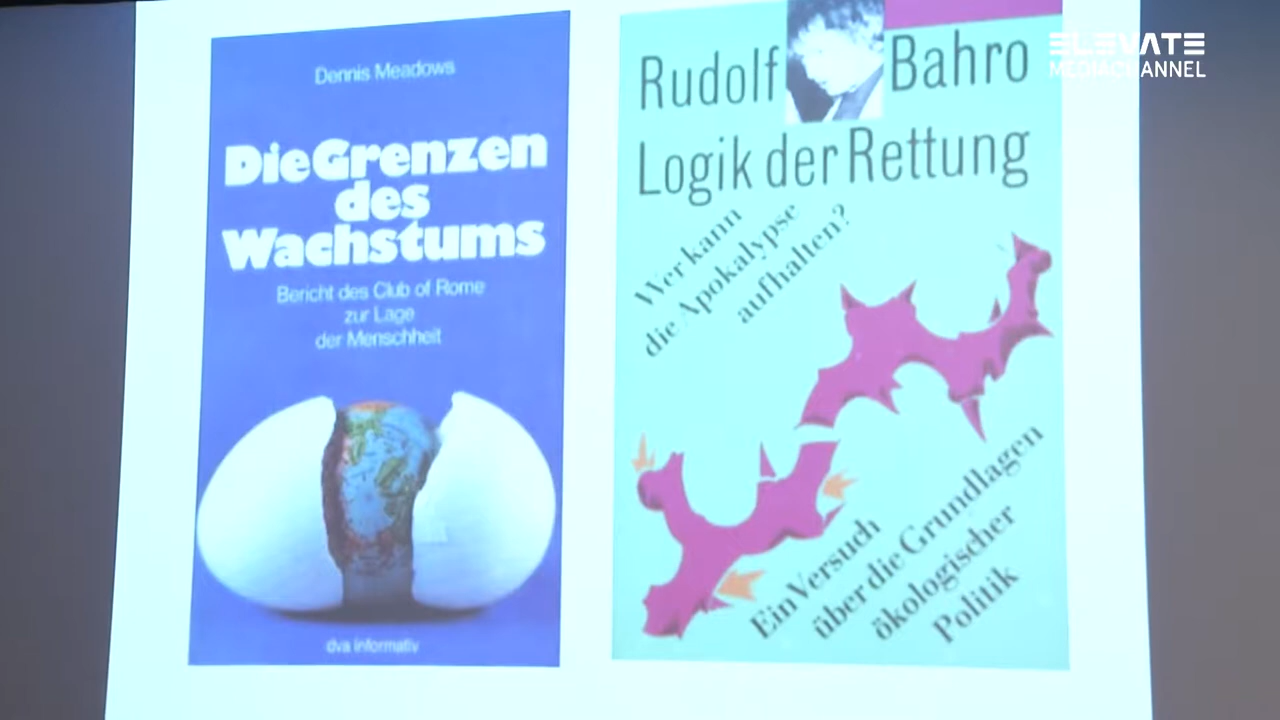 Dennis Meadows
Die Grenzen
des
Wachstums
Bericht des Club of Rome
zur Lage
der Menschheit
dva informativ
Rudolf Bahro
Logik der Rettung
Wer kann
die Apokalypse
aufhalten?
Ein Versuch
über die Grundlagen
ökologischer
Politik
ELEVATE
MEDIACHANNEL